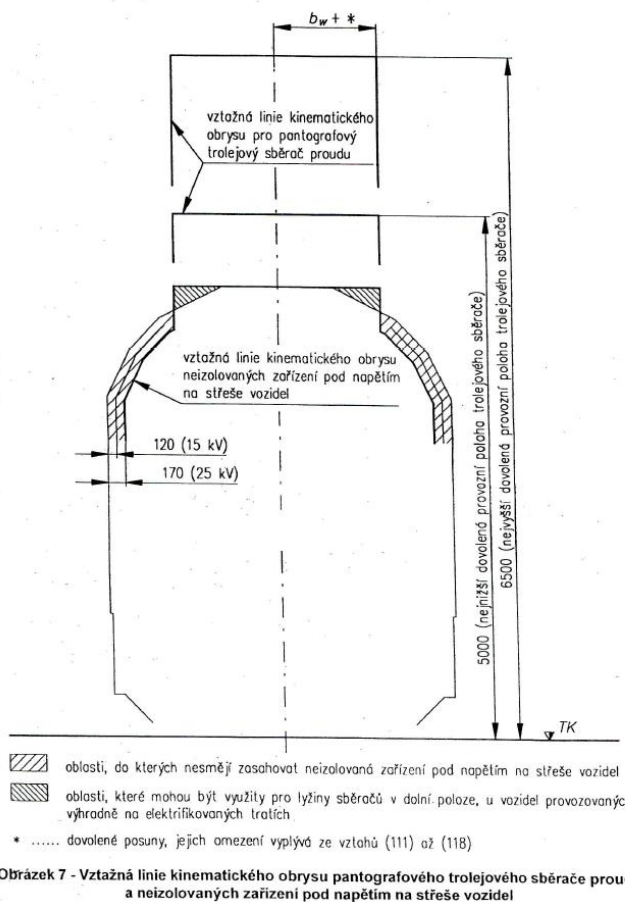 b_w + *
vztažná linie kinematického
obrysu pro pantografový
trolejový sběrač proudu
vztažná linie kinematického obrysu
neizolovaných zařízení pod napětím
na střeše vozidel
120 (15 kV)
170 (25 kV)
5000 (nejnižší dovolená provozní poloha trolejového sběrače)
6500 (nejvyšší dovolená provozní poloha trolejového sběrače)
TK
oblasti, do kterých nesmějí zasahovat neizolovaná zařízení pod napětím na střeše vozidel
oblasti, které mohou být využity pro lyžiny sběračů v dolní poloze, u vozidel provozovanýc
výhradně na elektrifikovaných tratích
* ...... dovolené posuny, jejich omezení vyplývá ze vztahů (111) až (118)
Obrázek 7 - Vztažná linie kinematického obrysu pantografového trolejového sběrače prou
a neizolovaných zařízení pod napětím na střeše vozidel